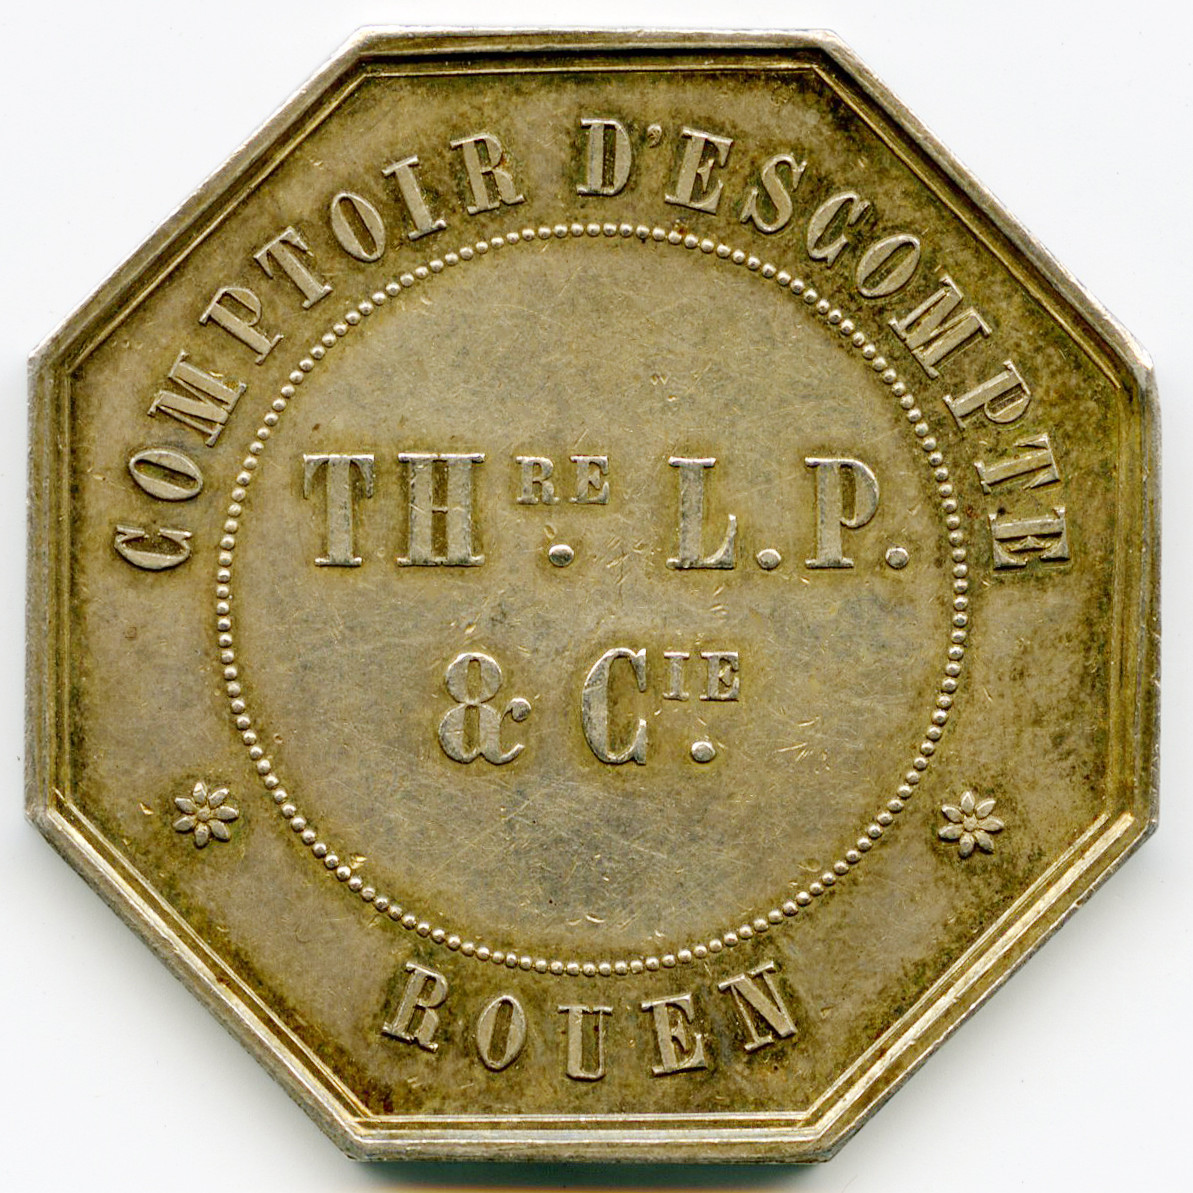 COMPTOIR D'ESCOMPTE
THRE. L.P.
& CIE.
ROUEN